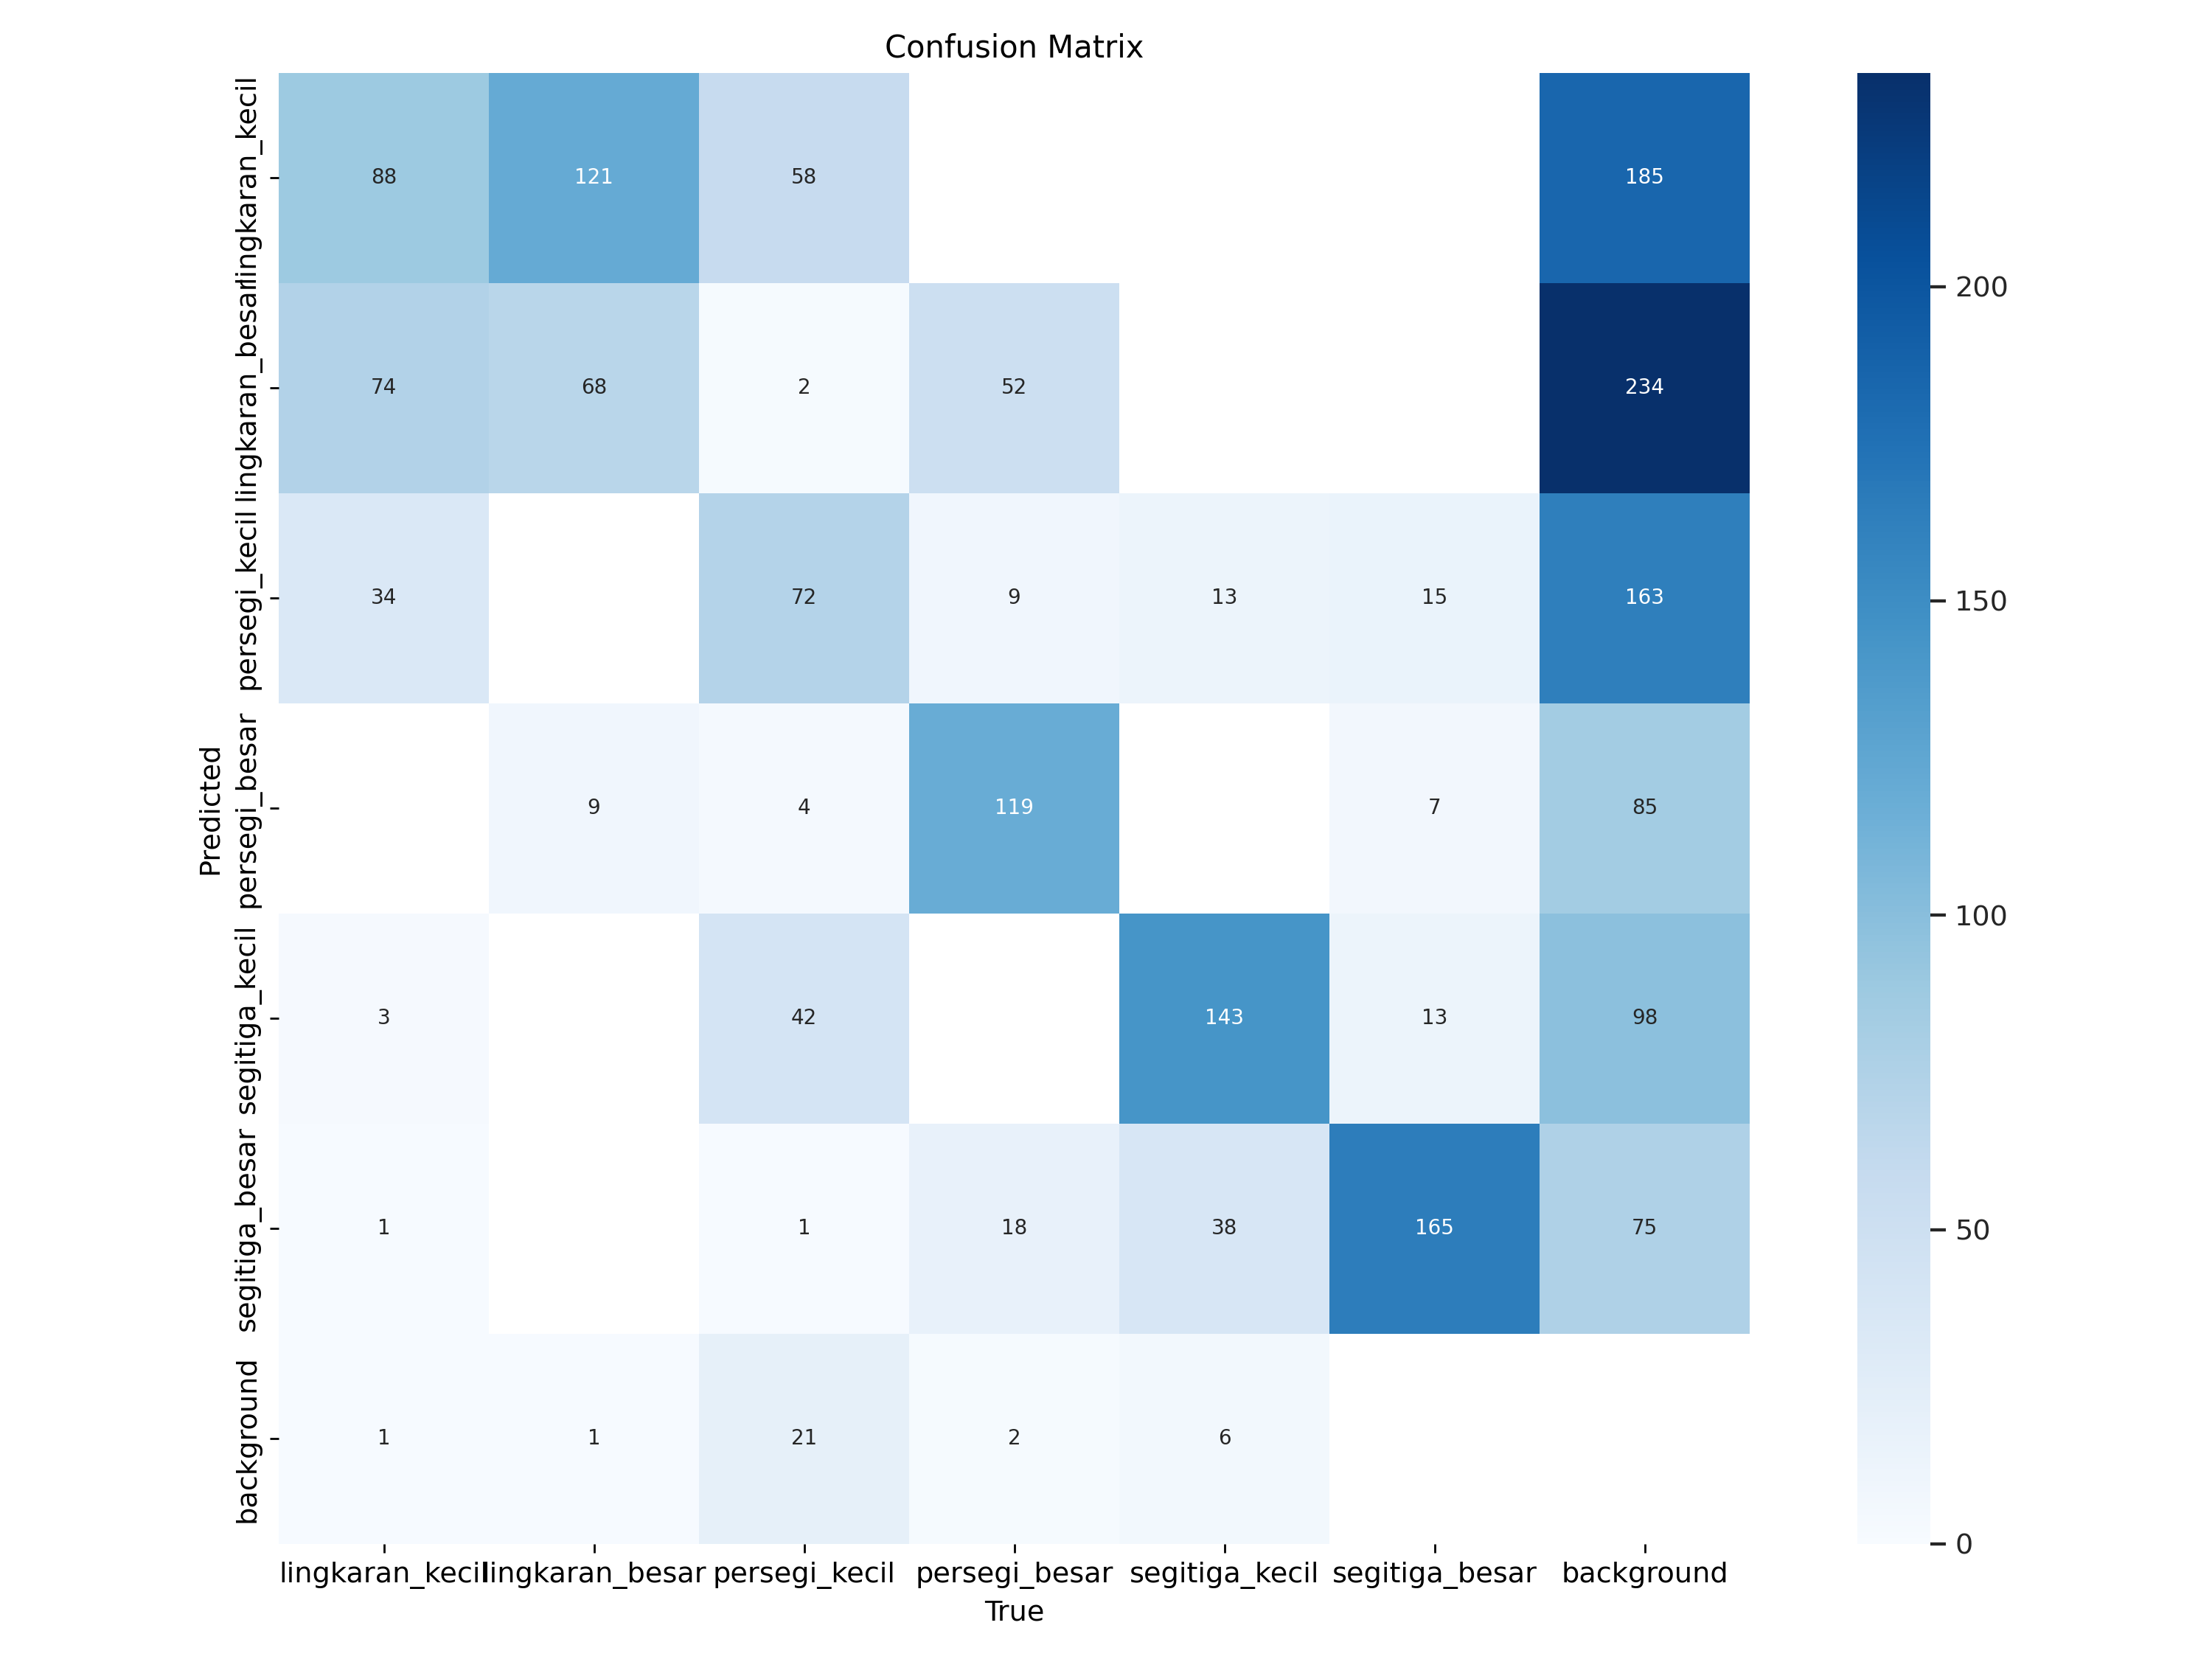 Confusion Matrix
lingkaran_kecil 88 121 58 185
lingkaran_besar 74 68 2 52 234
persegi_kecil 34 72 9 13 15 163
persegi_besar 9 4 119 7 85
segitiga_kecil 3 42 143 13 98
segitiga_besar 1 1 18 38 165 75
background 1 1 21 2 6
Predicted
lingkaran_kecil lingkaran_besar persegi_kecil persegi_besar segitiga_kecil segitiga_besar background
True
200
150
100
50
0